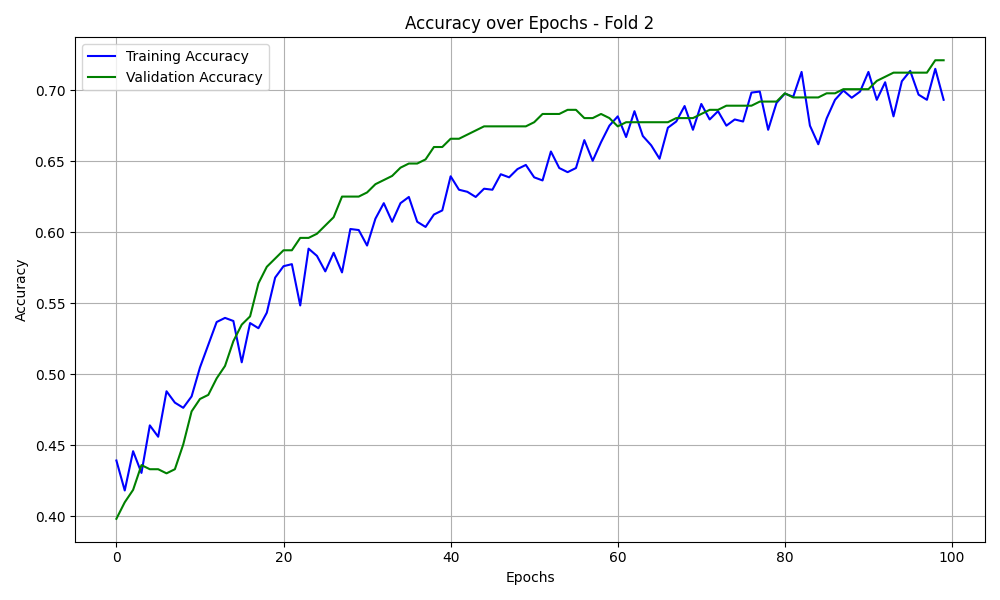 Accuracy over Epochs - Fold 2
Training Accuracy
Validation Accuracy
Accuracy
0.70
0.65
0.60
0.55
0.50
0.45
0.40
0 20 40 60 80 100
Epochs